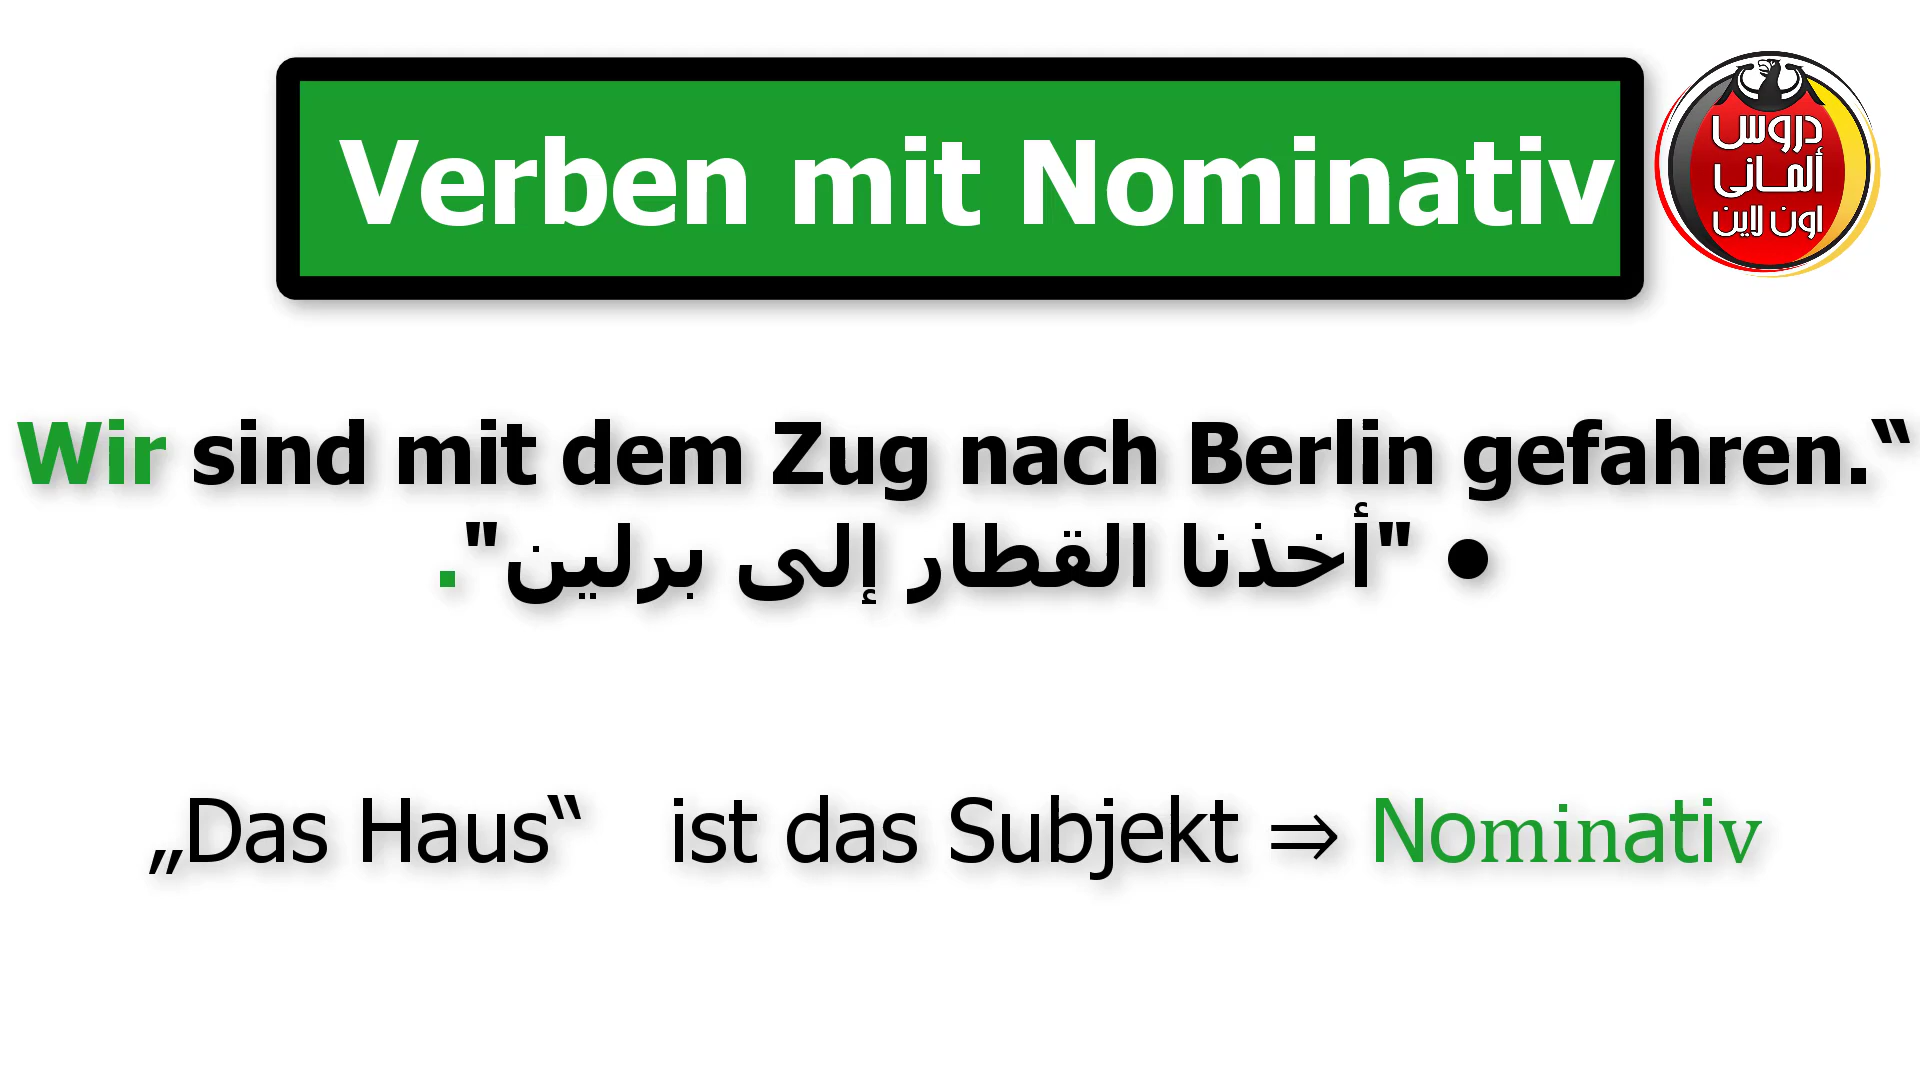 Verben mit Nominativ
دروس
ألمانى
اون لاين
Wir sind mit dem Zug nach Berlin gefahren.“
● "أخذنا القطار إلى برلين".
„Das Haus“ ist das Subjekt ⇒ Nominativ